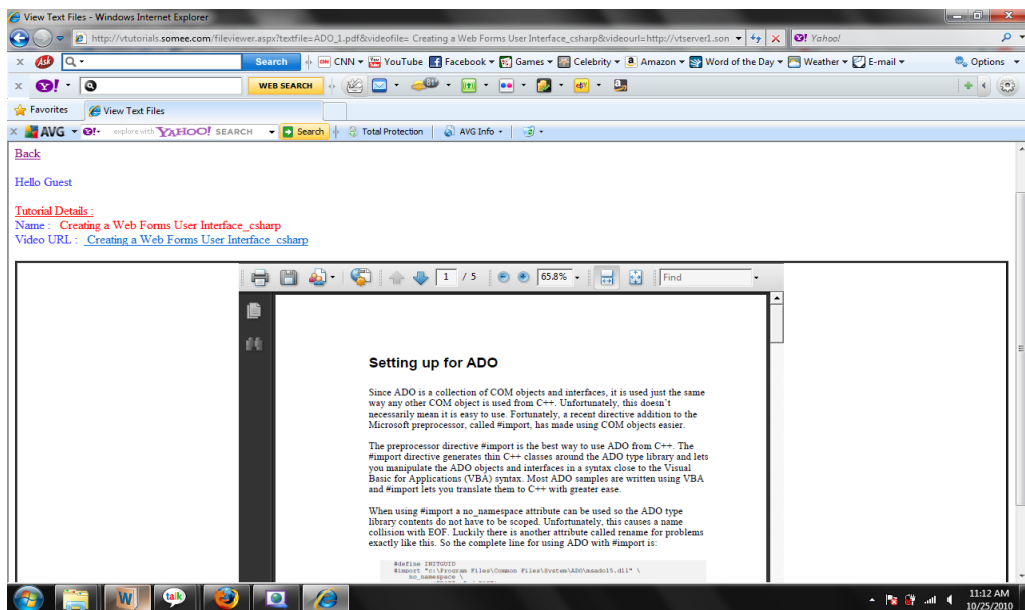 View Text Files - Windows Internet Explorer
http://vtutorials.somee.com/fileviewer.aspx?textfile=ADO_1.pdf&videofile= Creating a Web Forms User Interface_csharp&videourl=http://vtserver1.son
Yahoo!
Ask
Search
CNN
YouTube
Facebook
Games
Celebrity
Amazon
Word of the Day
Weather
E-mail
Options
WEB SEARCH
eBY
Favorites
View Text Files
AVG
explore with YAHOO! SEARCH
Search
Total Protection
AVG Info
Back
Hello Guest
Tutorial Details :
Name : Creating a Web Forms User Interface_csharp
Video URL : Creating a Web Forms User Interface_csharp
1 / 5
65.8%
Find
Setting up for ADO
Since ADO is a collection of COM objects and interfaces, it is used just the same
way any other COM object is used from C++. Unfortunately, this doesn't
necessarily mean it is easy to use. Fortunately, a recent directive addition to the
Microsoft preprocessor, called #import, has made using COM objects easier.
The preprocessor directive #import is the best way to use ADO from C++. The
#import directive generates thin C++ classes around the ADO type library and lets
you manipulate the ADO objects and interfaces in a syntax close to the Visual
Basic for Applications (VBA) syntax. Most ADO samples are written using VBA
and #import lets you translate them to C++ with greater ease.
When using #import a no_namespace attribute can be used so the ADO type
library contents do not have to be scoped. Unfortunately, this causes a name
collision with EOF. Luckily there is another attribute called rename for problems
exactly like this. So the complete line for using ADO with #import is:
#define INITGUID
#import "c:\Program Files\Common Files\System\ADO\msado15.dll" \
no_namespace \
talk
11:12 AM
10/25/2010